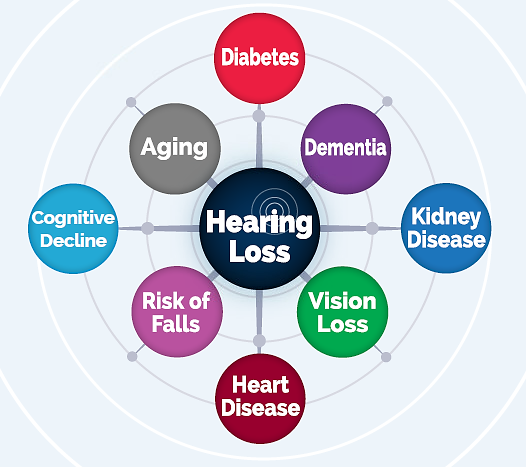 Diabetes
Aging
Dementia
Cognitive
Decline
Hearing
Loss
Kidney
Disease
Risk of
Falls
Vision
Loss
Heart
Disease